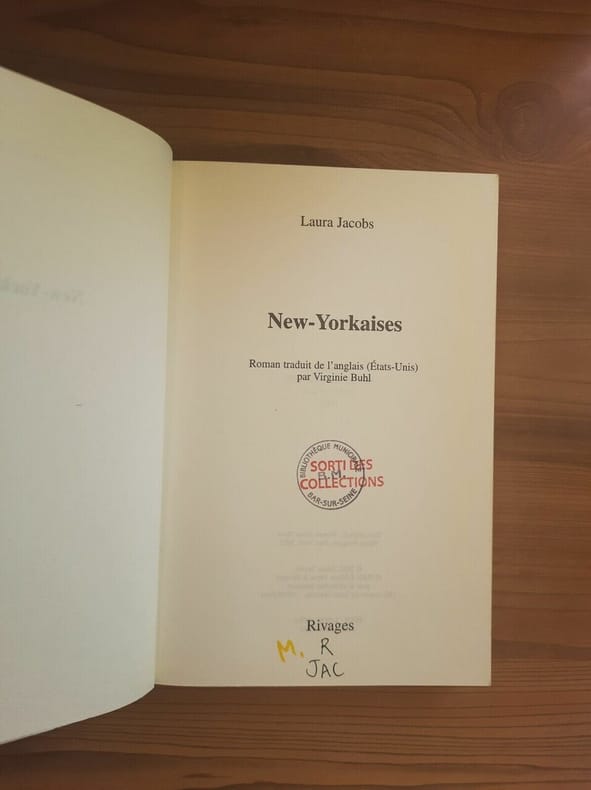 Laura Jacobs
New-Yorkaises
Roman traduit de l'anglais (États-Unis)
par Virginie Buhl
BIBLIOTHÈQUE MUNICIPALE
SORTI DES
B.M.
COLLECTIONS
BAR-SUR-SEINE
Rivages
M. R
JAC